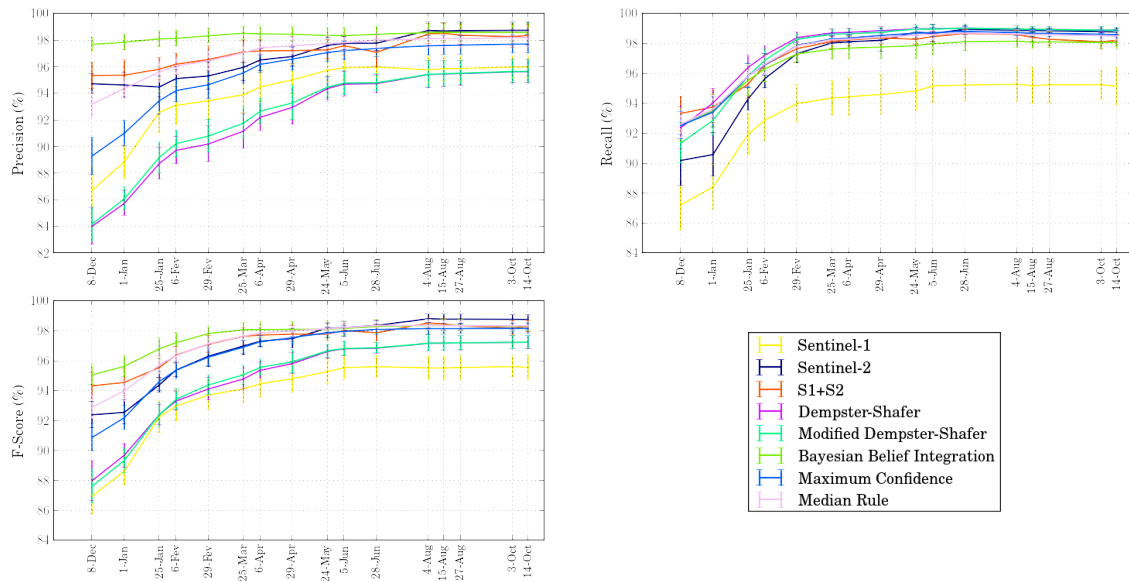 Precision (%)
100
98
96
94
92
90
88
86
84
82
8-Dec
1-Jan
25-Jan
6-Fev
29-Fev
25-Mar
6-Apr
29-Apr
24-May
5-Jun
28-Jun
4-Aug
15-Aug
27-Aug
3-Oct
14-Oct
Recall (%)
100
98
96
94
92
90
88
86
84
8-Dec
1-Jan
25-Jan
6-Fev
29-Fev
25-Mar
6-Apr
29-Apr
24-May
5-Jun
28-Jun
4-Aug
15-Aug
27-Aug
3-Oct
14-Oct
F-Score (%)
100
98
96
94
92
90
88
86
84
8-Dec
1-Jan
25-Jan
6-Fev
29-Fev
25-Mar
6-Apr
29-Apr
24-May
5-Jun
28-Jun
4-Aug
15-Aug
27-Aug
3-Oct
14-Oct
Sentinel-1
Sentinel-2
S1+S2
Dempster-Shafer
Modified Dempster-Shafer
Bayesian Belief Integration
Maximum Confidence
Median Rule